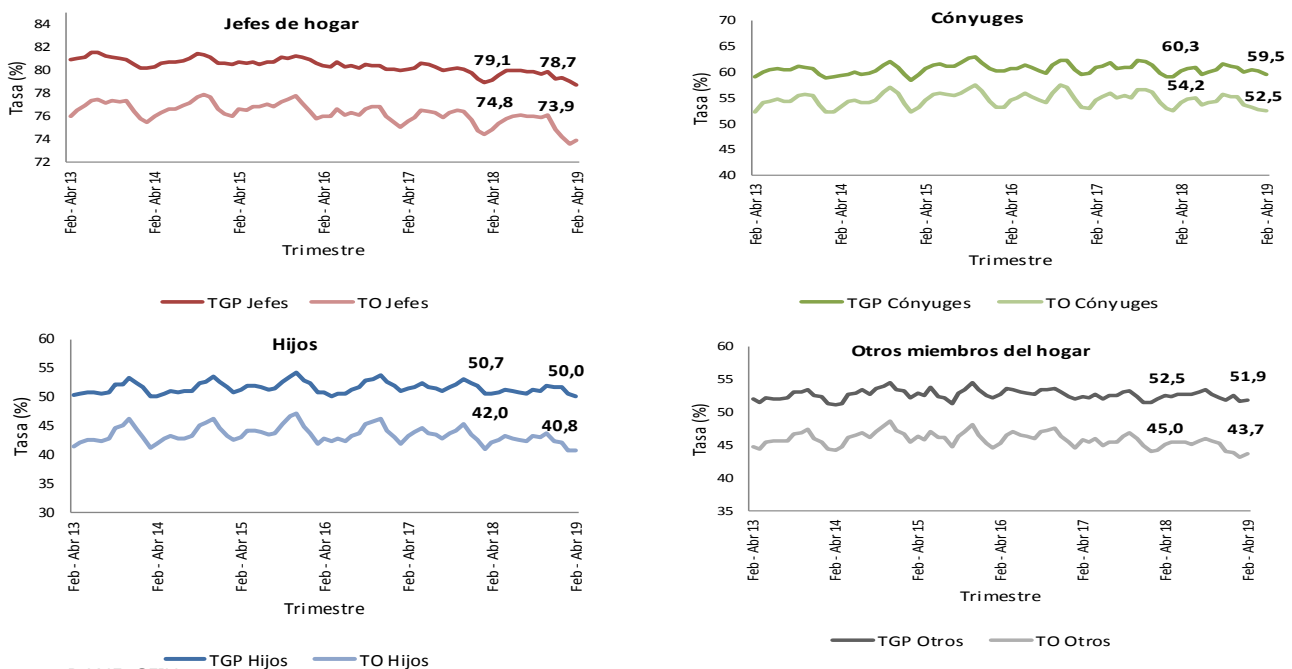 Jefes de hogar
Tasa (%)
84
82
80
78
76
74
72
79,1
78,7
74,8
73,9
Feb - Abr 13
Feb - Abr 14
Feb - Abr 15
Feb - Abr 16
Feb - Abr 17
Feb - Abr 18
Feb - Abr 19
Trimestre
TGP Jefes
TO Jefes
Cónyuges
Tasa (%)
70
65
60
55
50
45
40
60,3
59,5
54,2
52,5
Feb - Abr 13
Feb - Abr 14
Feb - Abr 15
Feb - Abr 16
Feb - Abr 17
Feb - Abr 18
Feb - Abr 19
Trimestre
TGP Cónyuges
TO Cónyuges
Hijos
Tasa (%)
60
55
50
45
40
35
30
50,7
50,0
42,0
40,8
Feb - Abr 13
Feb - Abr 14
Feb - Abr 15
Feb - Abr 16
Feb - Abr 17
Feb - Abr 18
Feb - Abr 19
Trimestre
TGP Hijos
TO Hijos
Otros miembros del hogar
Tasa (%)
60
55
50
45
40
35
52,5
51,9
45,0
43,7
Feb - Abr 13
Feb - Abr 14
Feb - Abr 15
Feb - Abr 16
Feb - Abr 17
Feb - Abr 18
Feb - Abr 19
Trimestre
TGP Otros
TO Otros